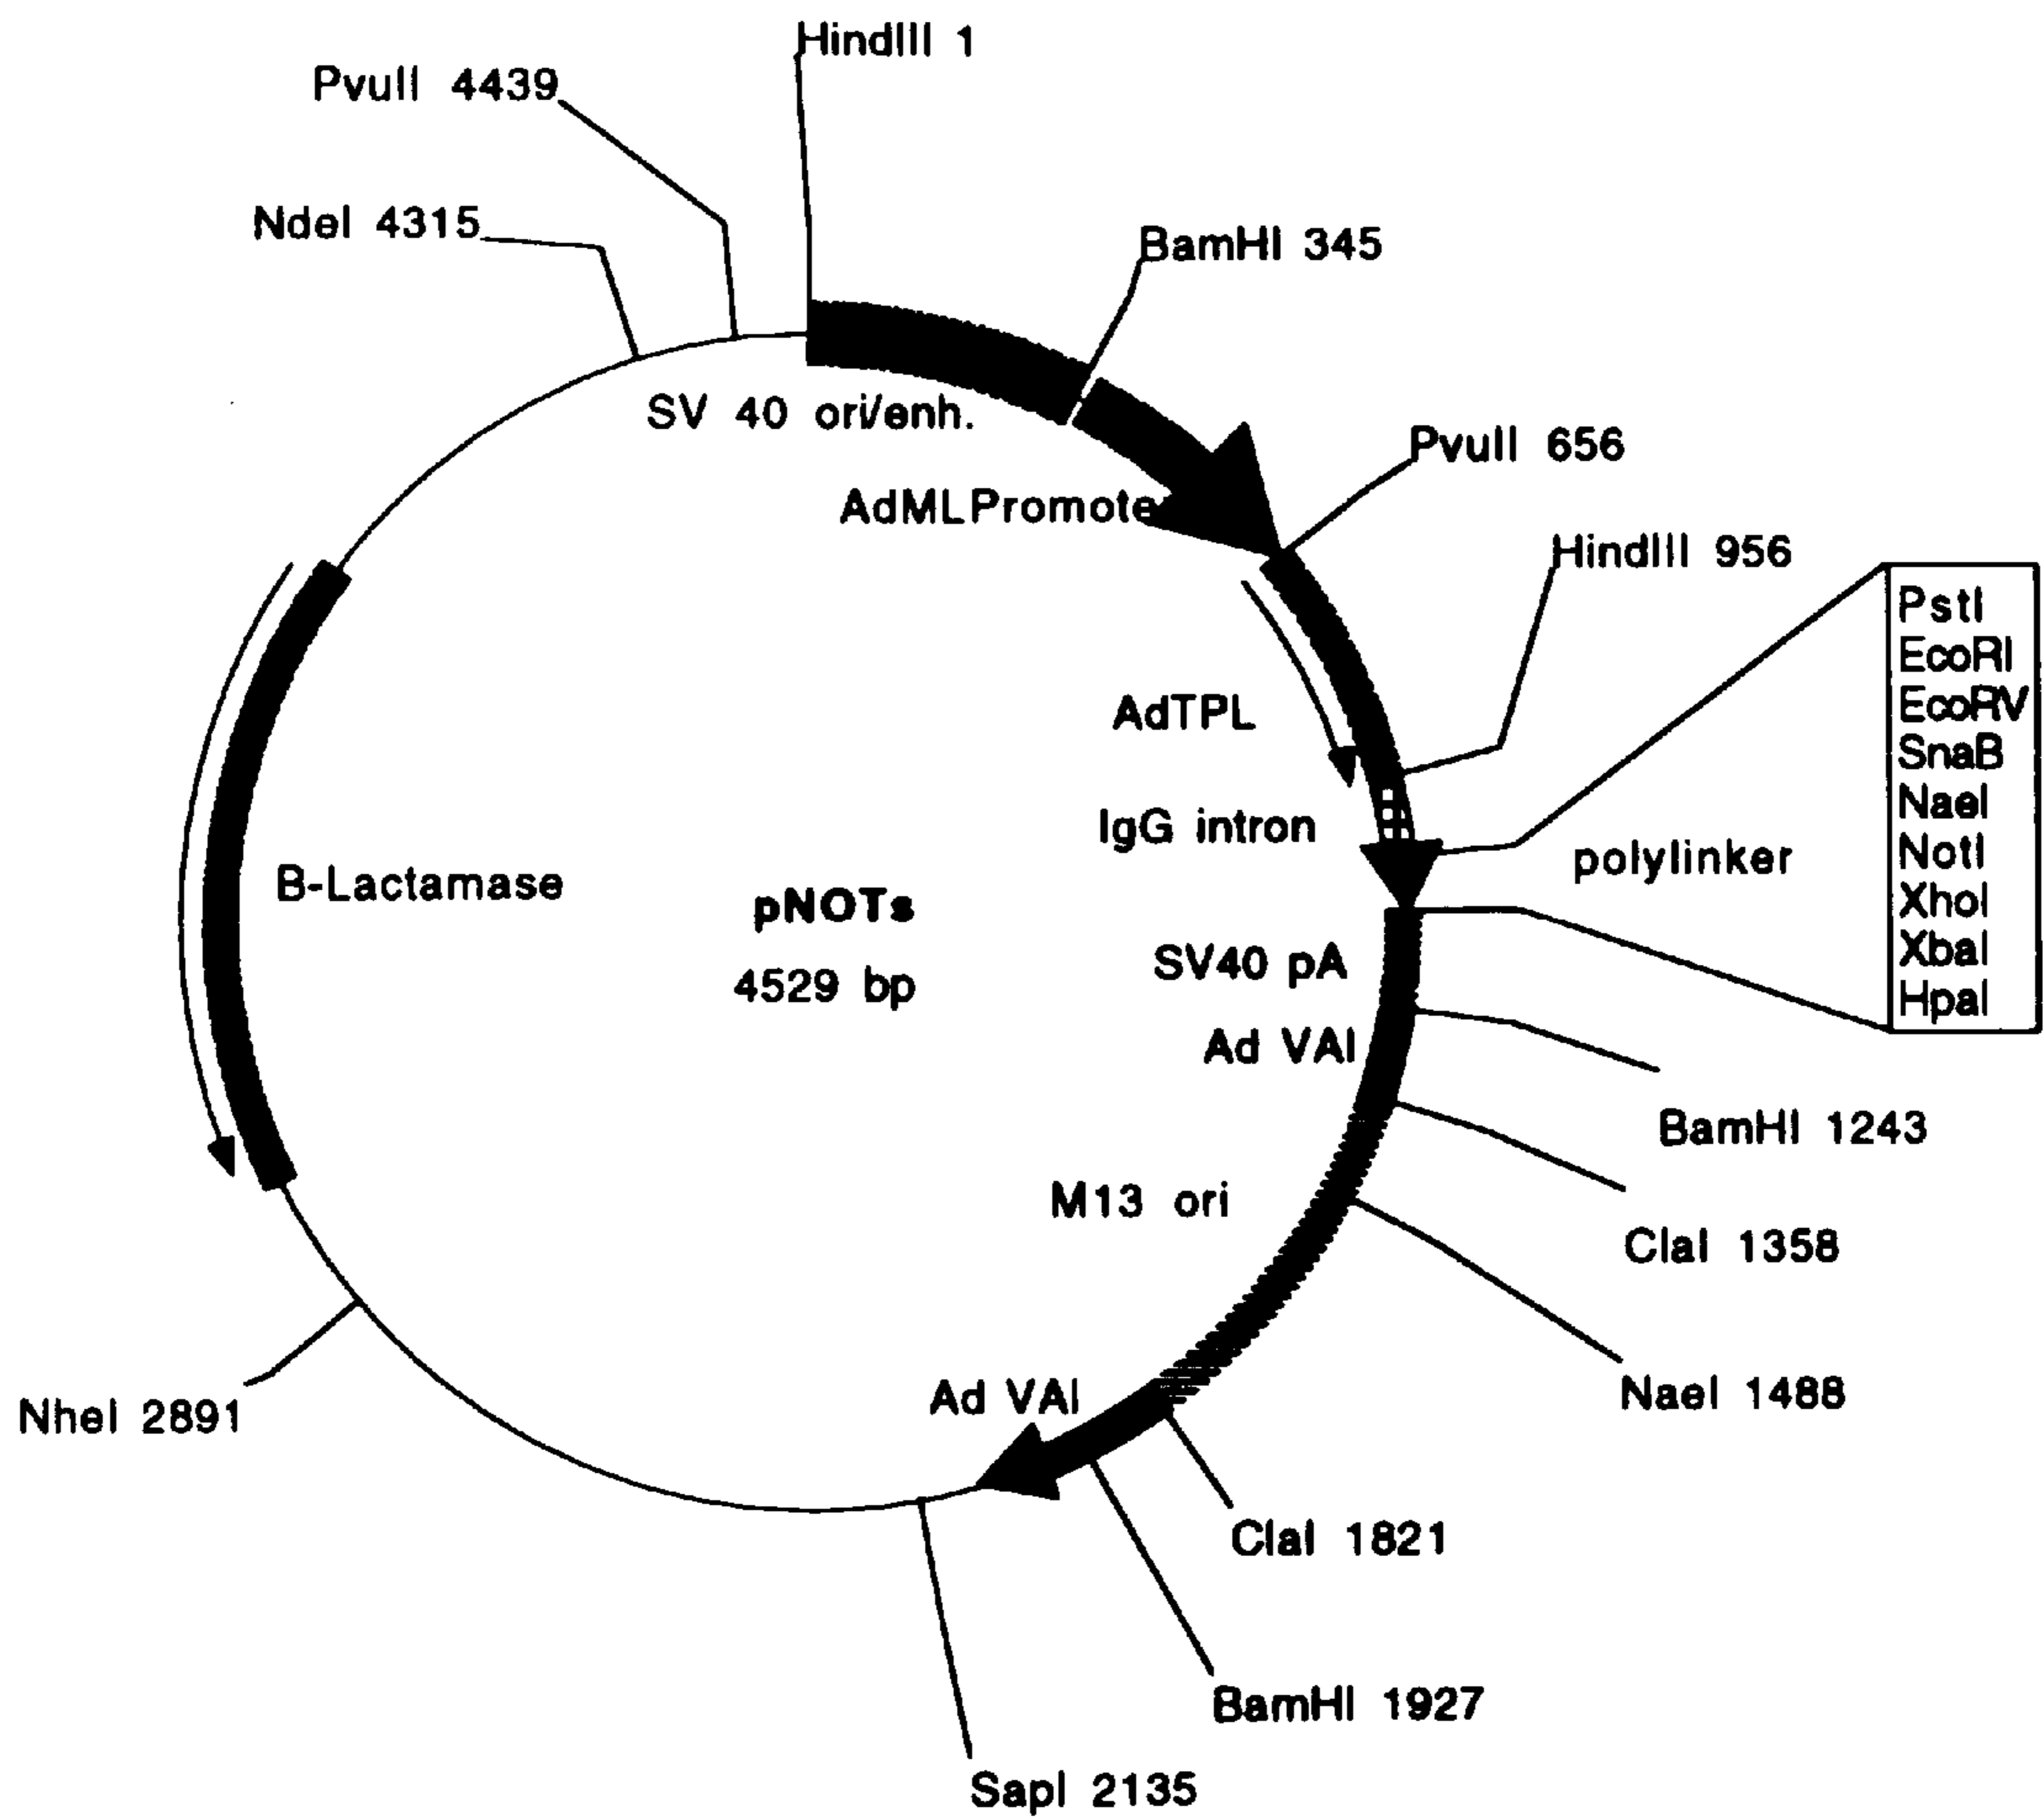 HindIII 1
PvuII 4439
NdeI 4315
BamHI 345
SV 40 ori/enh.
PvuII 656
AdMLPromote
HindIII 956
PstI
EcoRI
EcoRV
SnaB
NaeI
NotI
XhoI
XbaI
HpaI
AdTPL
IgG intron
polylinker
B-Lactamase
pNOTs
4529 bp
SV40 pA
Ad VAI
BamHI 1243
M13 ori
ClaI 1358
NaeI 1488
Ad VAI
NheI 2891
ClaI 1821
BamHI 1927
SapI 2135